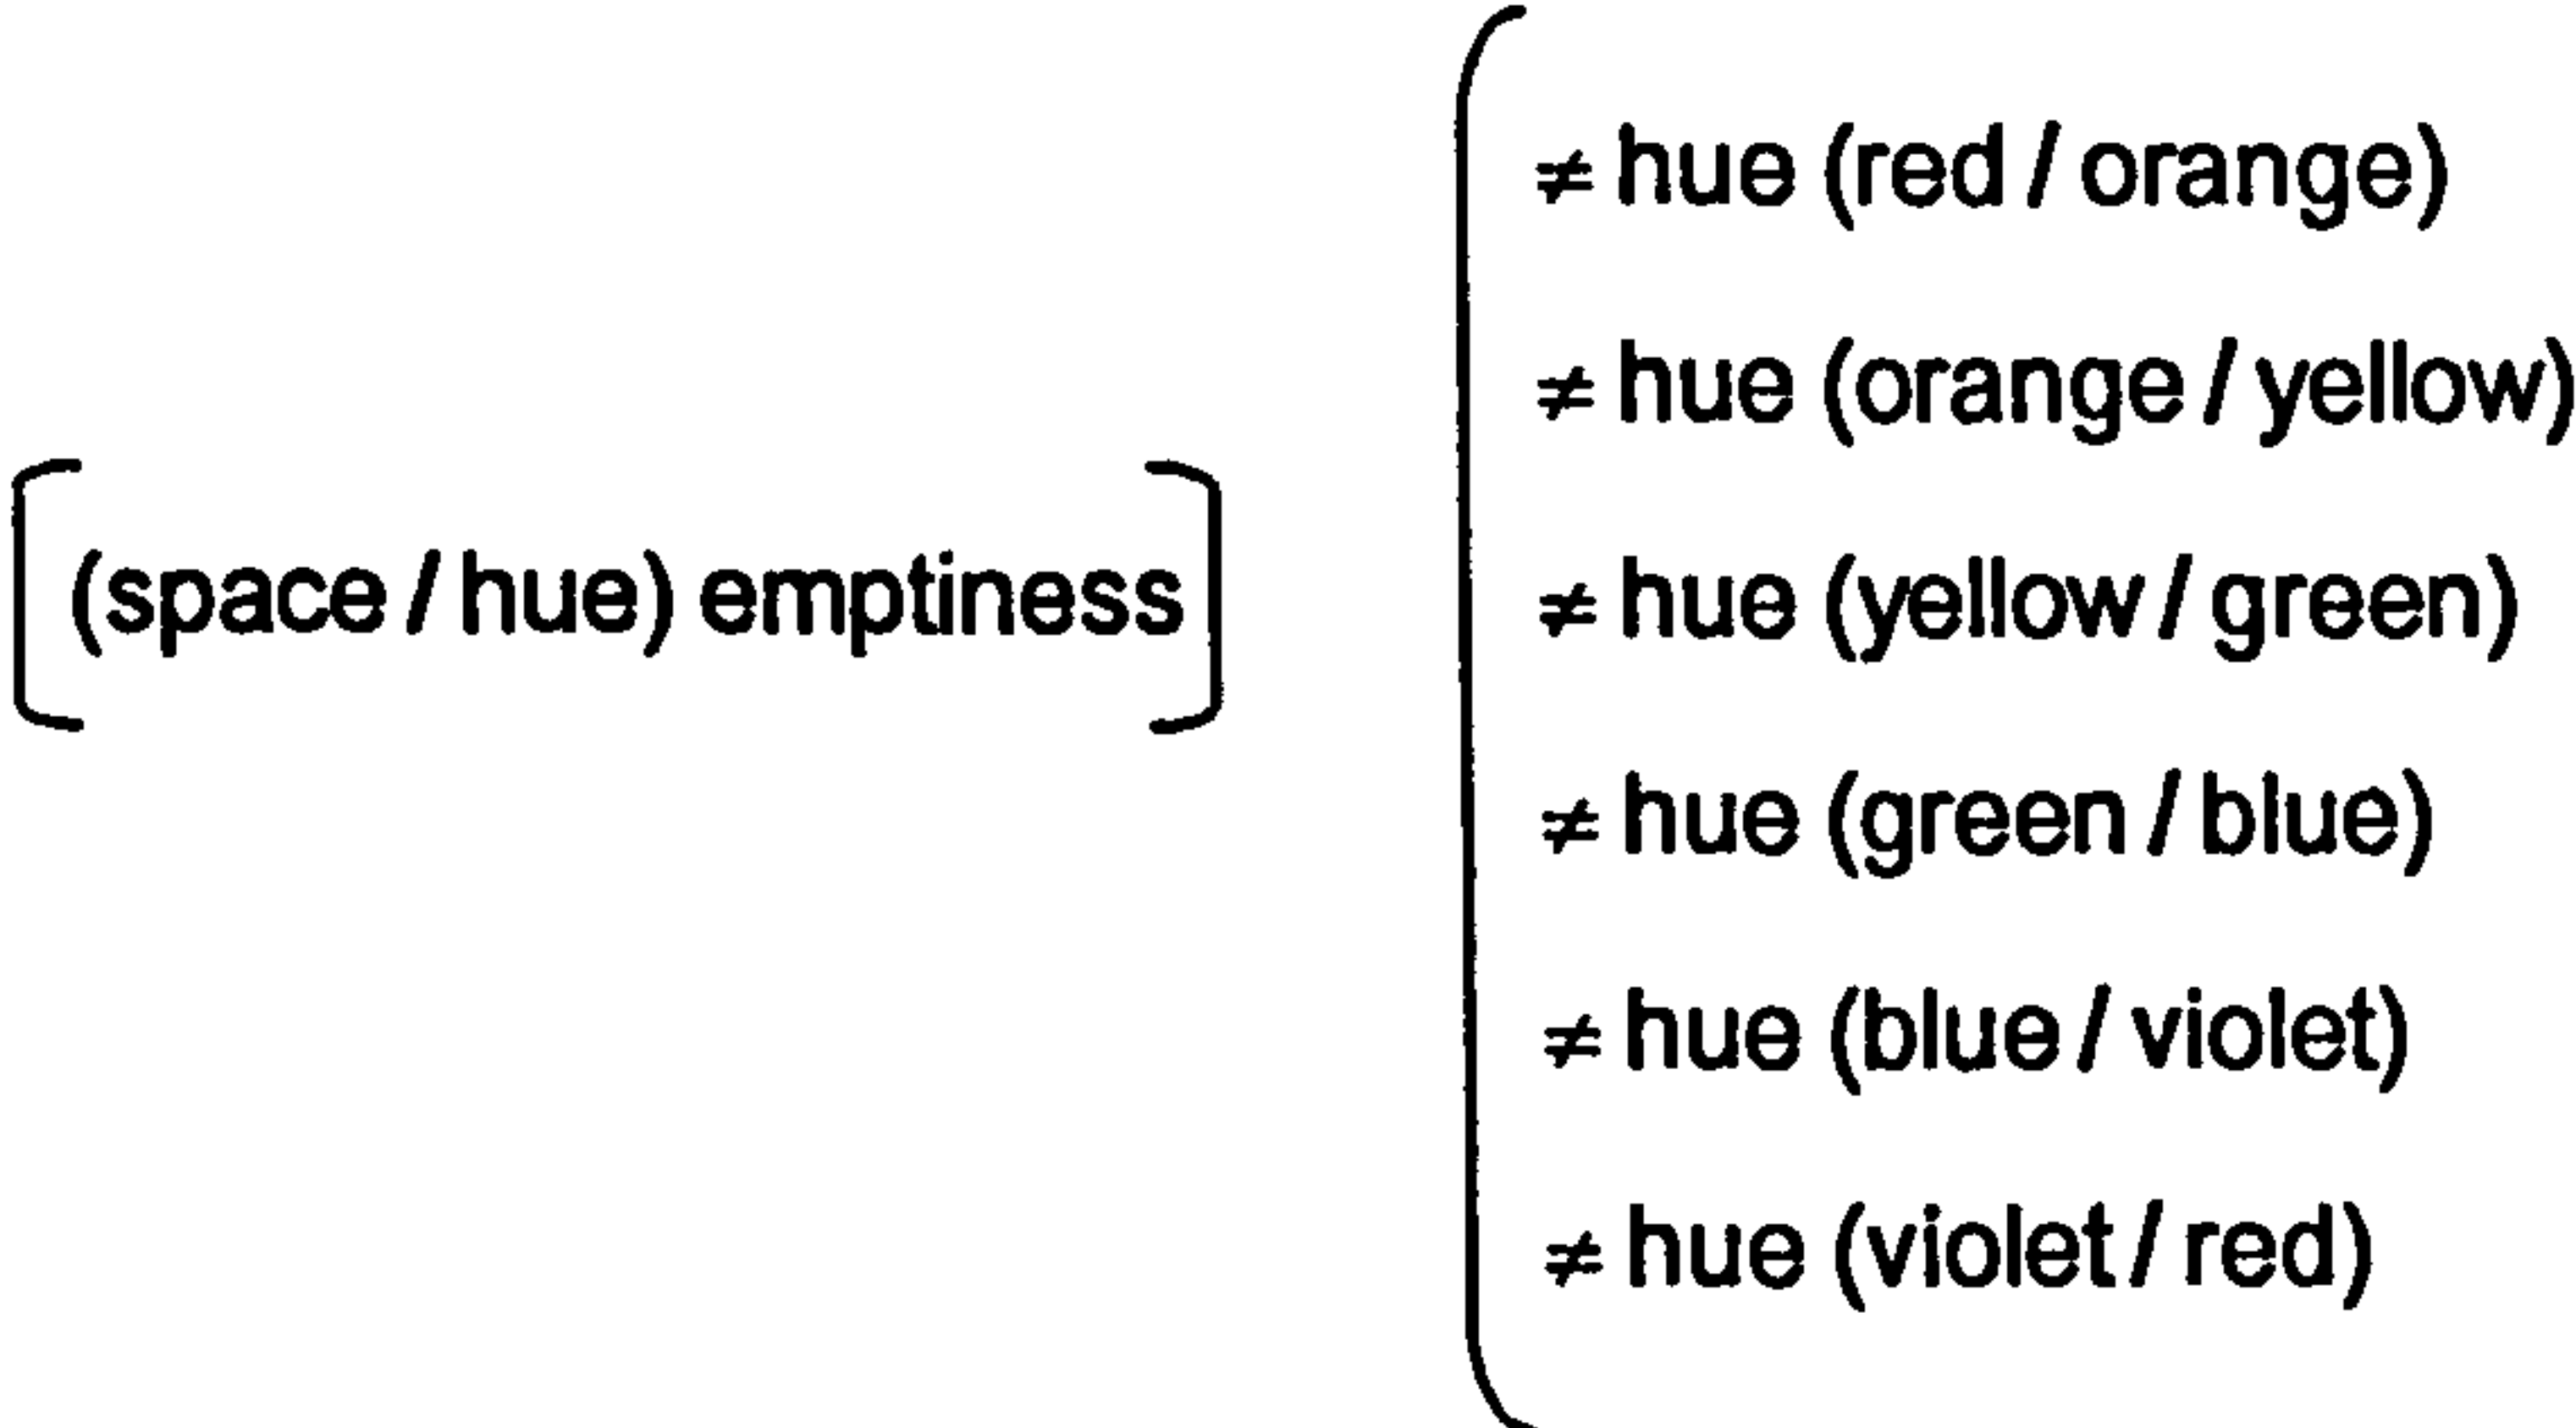 ≠ hue (red / orange)
≠ hue (orange / yellow)
[(space / hue) emptiness] ≠ hue (yellow / green)
≠ hue (green / blue)
≠ hue (blue / violet)
≠ hue (violet / red)